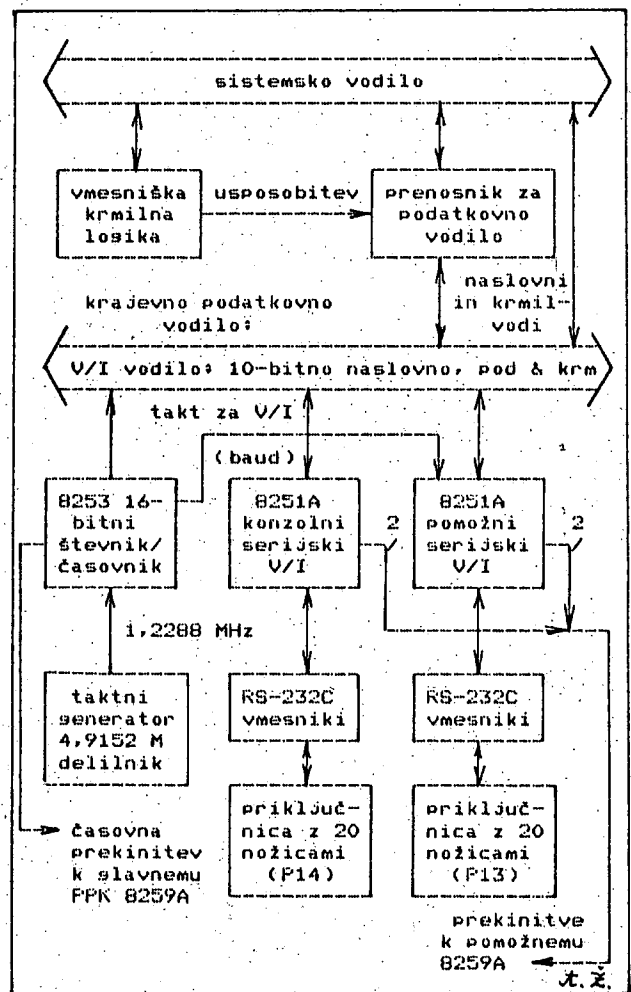 sistemsko vodilo
vmesniška
krmilna
logika
usposobitev
prenosnik za
podatkovno
vodilo
krajevno podatkovno
vodilo:
naslovni
in krmil-
vodi
V/I vodilo: 10-bitno naslovno, pod & krm
takt za V/I
(baud)
8253 16-
bitni
števnik/
časovnik
8251A
konzolni
serijski
V/I
2
8251A
pomožni
serijski
V/I
2
1,2288 MHz
taktni
generator
4,9152 M
delilnik
RS-232C
vmesniki
RS-232C
vmesniki
priključ-
nica z 20
nožicami
(P14)
priključ-
nica z 20
nožicami
(P13)
časovna
prekinitev
k glavnemu
PPK 8259A
prekinitve
k pomožnemu
8259A
A. Ž.